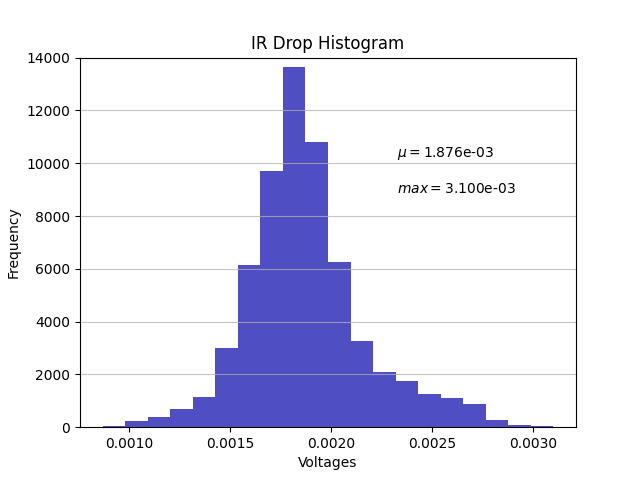 IR Drop Histogram
14000
12000
10000
8000
6000
4000
2000
0
Frequency
μ = 1.876e-03
max = 3.100e-03
0.0010 0.0015 0.0020 0.0025 0.0030
Voltages